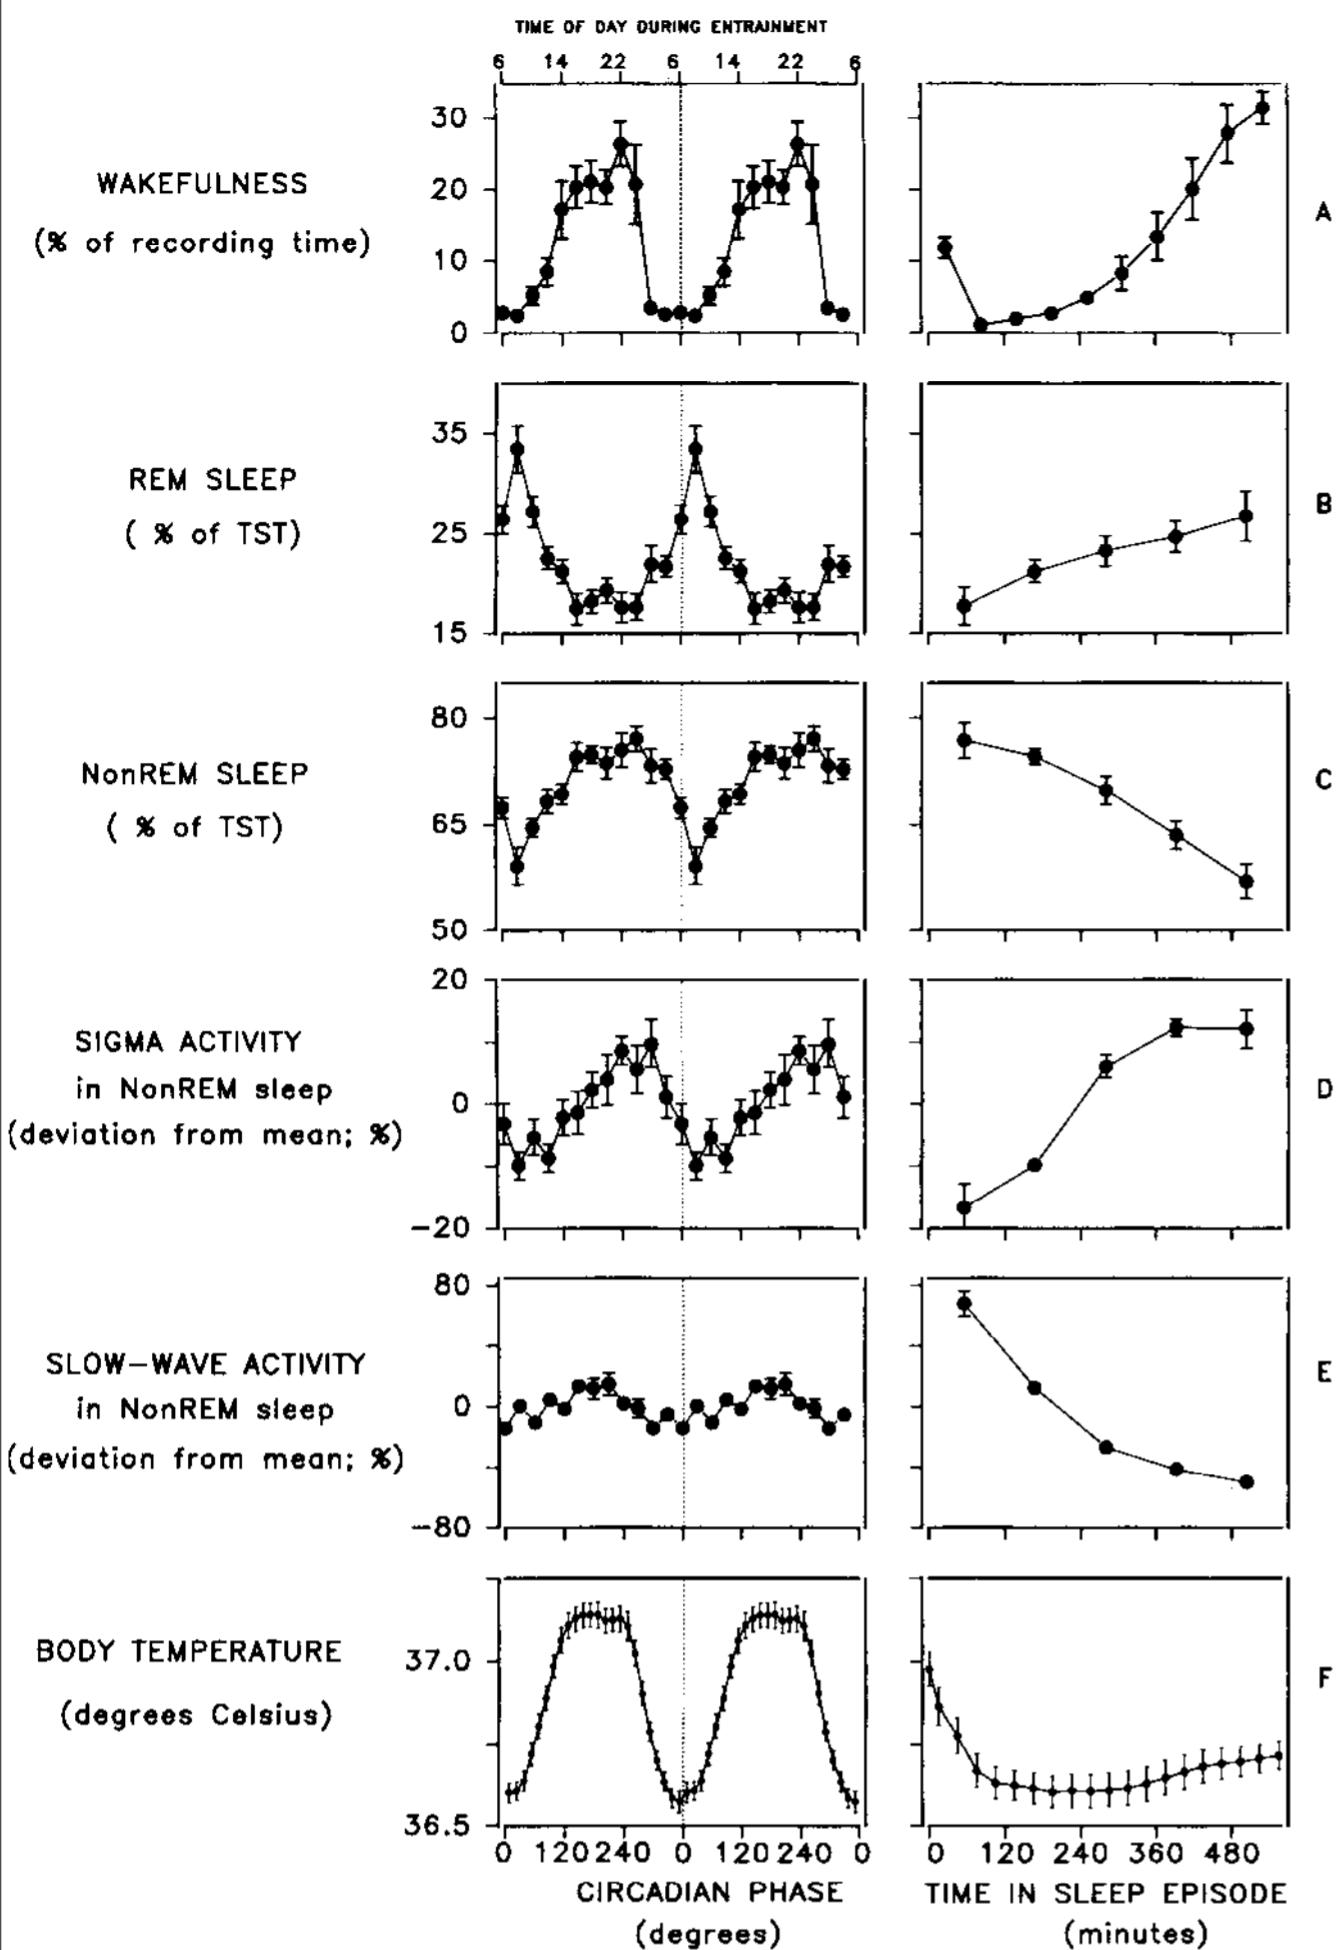 TIME OF DAY DURING ENTRAINMENT
6 14 22 6 14 22 6
30
20
10
0
WAKEFULNESS
(% of recording time)
A
35
25
15
REM SLEEP
( % of TST)
B
80
65
50
NonREM SLEEP
( % of TST)
C
20
0
-20
SIGMA ACTIVITY
in NonREM sleep
(deviation from mean; %)
D
80
0
-80
SLOW-WAVE ACTIVITY
in NonREM sleep
(deviation from mean; %)
E
37.0
36.5
BODY TEMPERATURE
(degrees Celsius)
F
0 120 240 0 120 240 0
CIRCADIAN PHASE
(degrees)
0 120 240 360 480
TIME IN SLEEP EPISODE
(minutes)